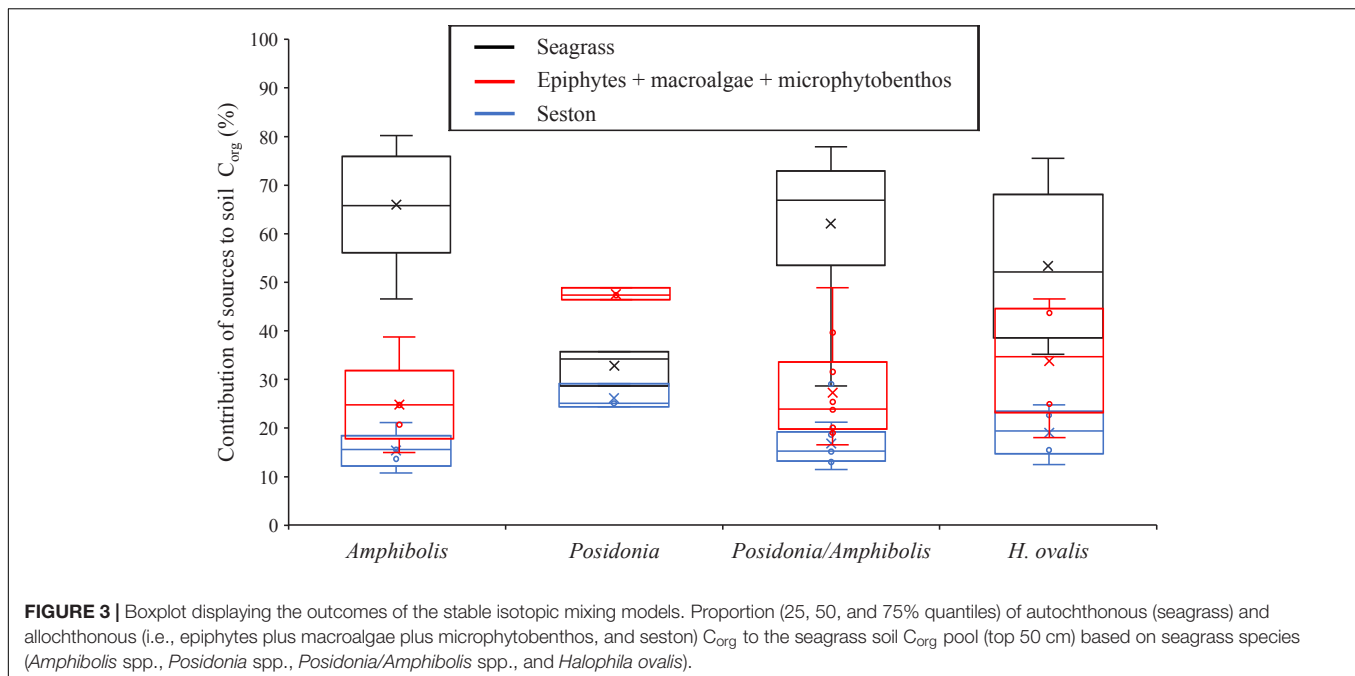 Seagrass
Epiphytes + macroalgae + microphytobenthos
Seston
Contribution of sources to soil Corg (%)
100
90
80
70
60
50
40
30
20
10
0
Amphibolis
Posidonia
Posidonia/Amphibolis
H. ovalis
FIGURE 3 | Boxplot displaying the outcomes of the stable isotopic mixing models. Proportion (25, 50, and 75% quantiles) of autochthonous (seagrass) and
allochthonous (i.e., epiphytes plus macroalgae plus microphytobenthos, and seston) Corg to the seagrass soil Corg pool (top 50 cm) based on seagrass species
(Amphibolis spp., Posidonia spp., Posidonia/Amphibolis spp., and Halophila ovalis).